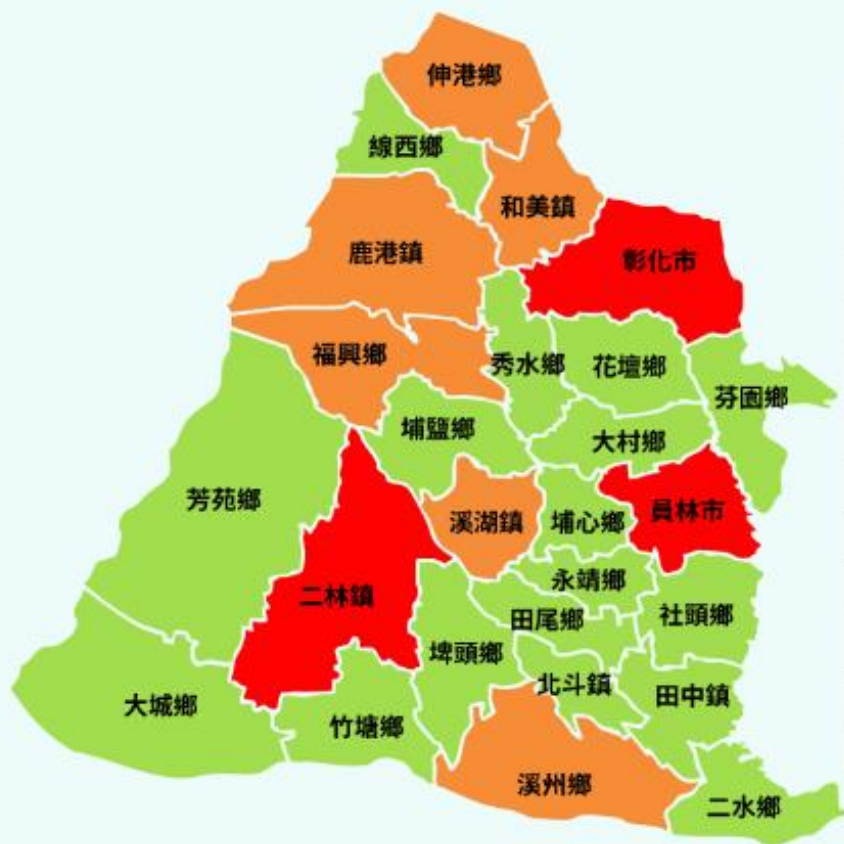 伸港鄉
線西鄉
和美鎮
鹿港鎮
彰化市
福興鄉
秀水鄉
花壇鄉
芬園鄉
埔鹽鄉
大村鄉
芳苑鄉
溪湖鎮
埔心鄉
員林市
永靖鄉
二林鎮
田尾鄉
社頭鄉
埤頭鄉
北斗鎮
田中鎮
大城鄉
竹塘鄉
溪州鄉
二水鄉